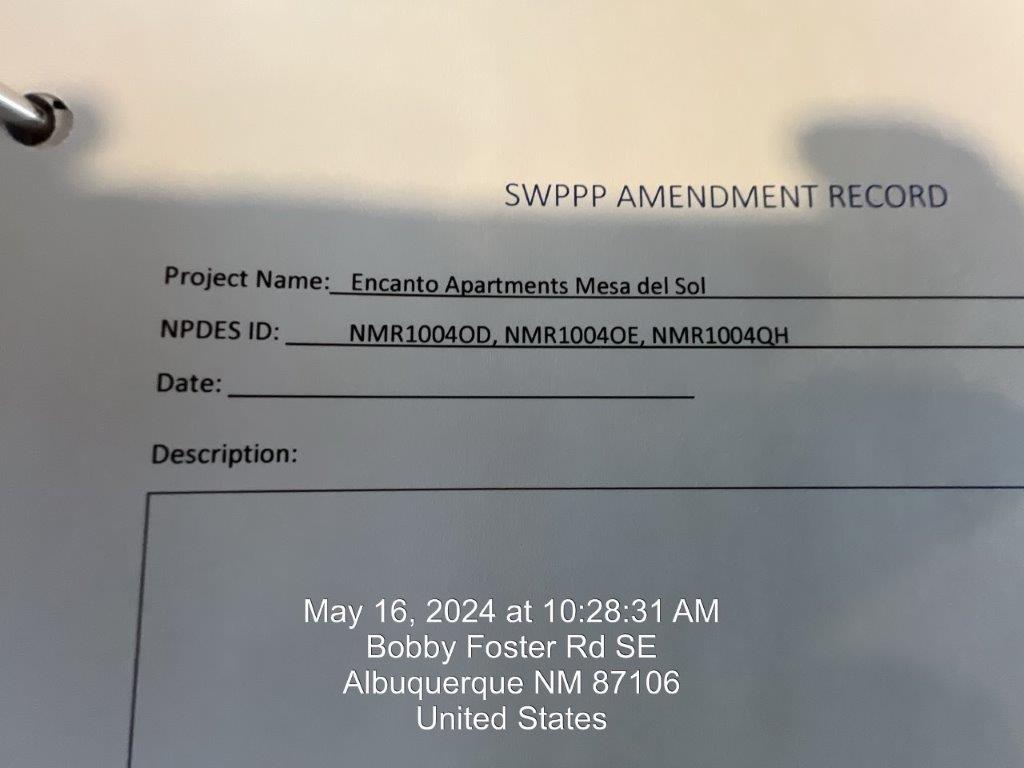 SWPPP AMENDMENT RECORD
Project Name: Encanto Apartments Mesa del Sol
NPDES ID: NMR1004OD, NMR1004OE, NMR1004QH
Date:
Description:
May 16, 2024 at 10:28:31 AM
Bobby Foster Rd SE
Albuquerque NM 87106
United States